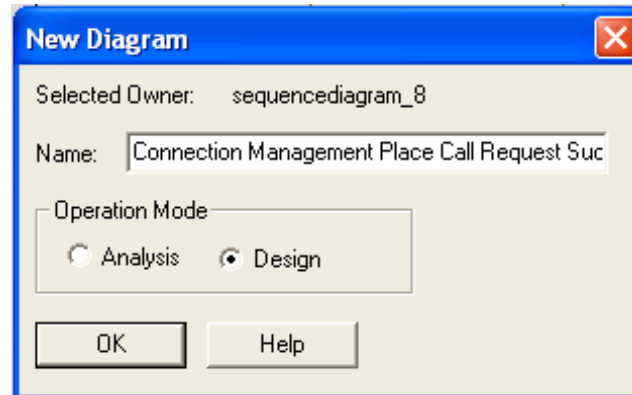 New Diagram
Selected Owner: sequencediagram_8
Name: Connection Management Place Call Request Suc
Operation Mode
Analysis Design
OK Help